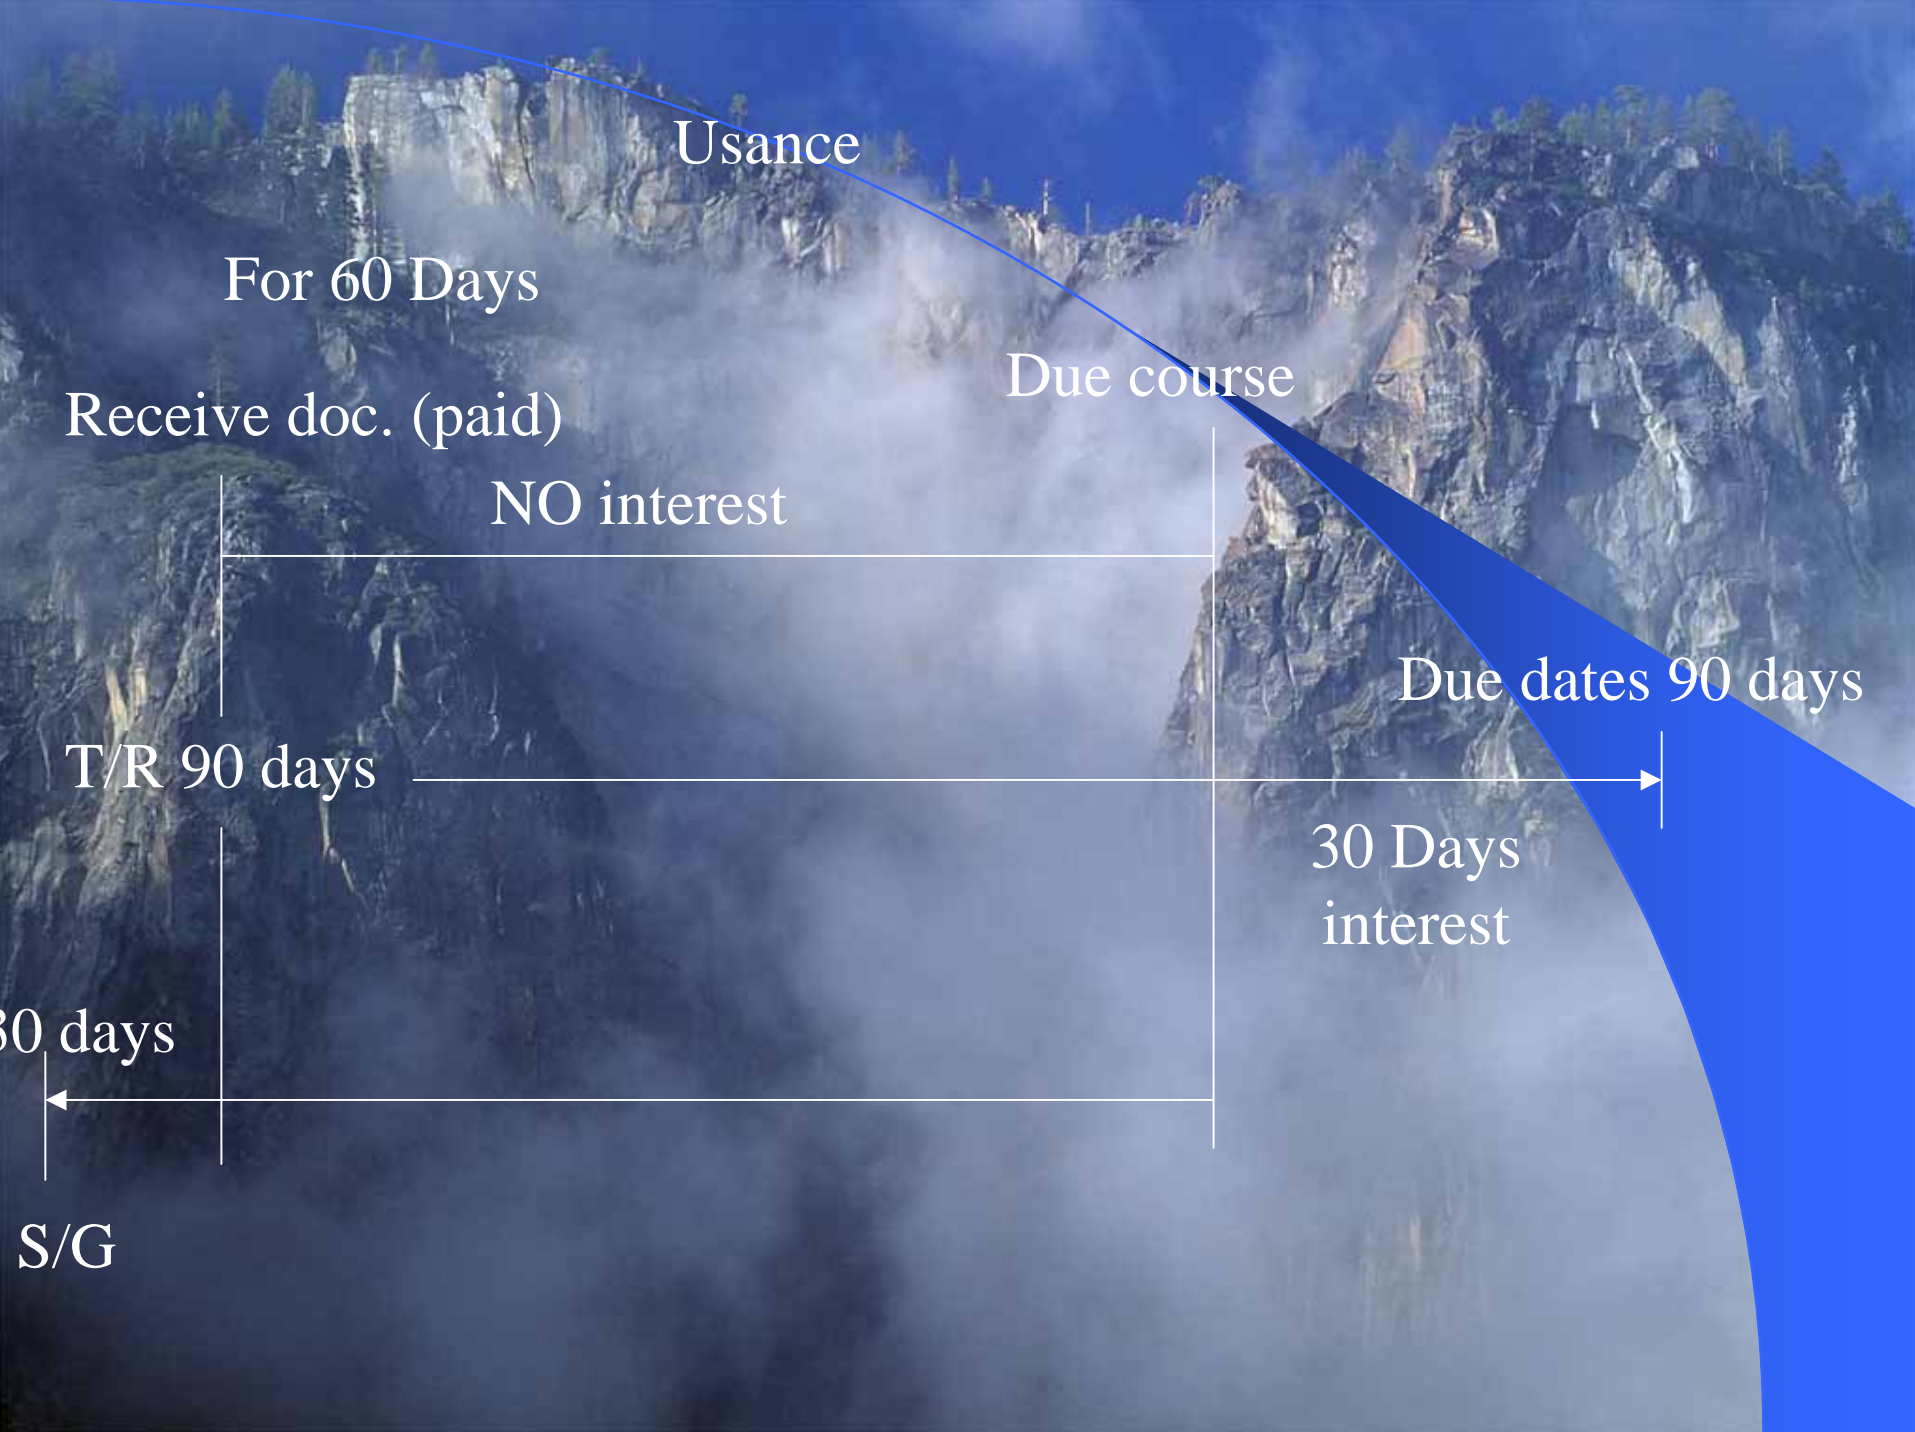 Usance
For 60 Days
Due course
Receive doc. (paid)
NO interest
Due dates 90 days
T/R 90 days
30 Days
interest
days
S/G